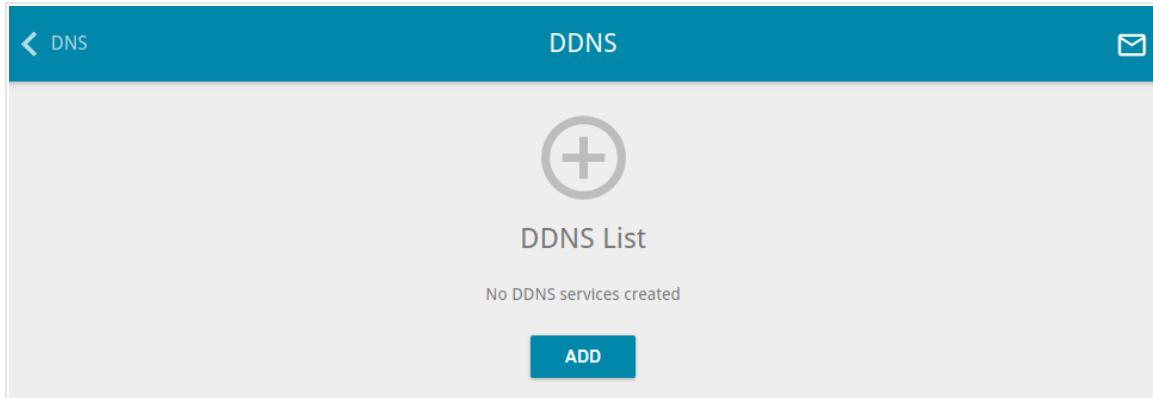 DNS
DDNS
DDNS List
No DDNS services created
ADD